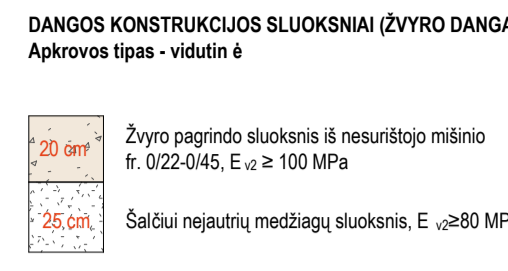 DANGOS KONSTRUKCIJOS SLUOKSNIAI (ŽVYRO DANGA
Apkrovos tipas - vidutin ė
20 cm
Žvyro pagrindo sluoksnis iš nesurištojo mišinio
fr. 0/22-0/45, E v2 ≥ 100 MPa
25 cm
Šalčiui nejautrių medžiagų sluoksnis, E v2≥80 MP